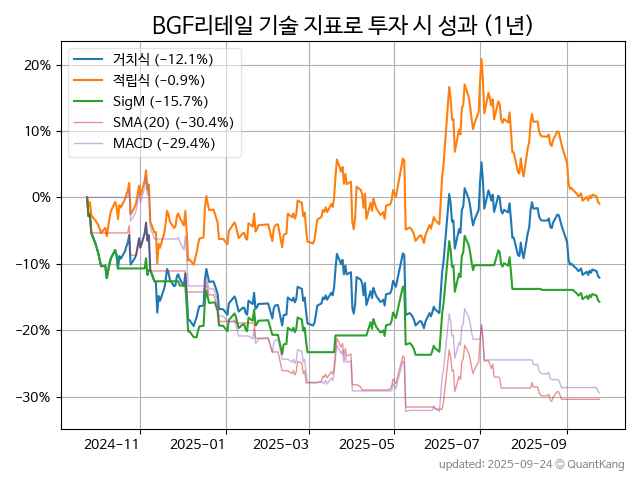 BGF리테일 기술 지표로 투자 시 성과 (1년)
거치식 (−12.1%)
적립식 (−0.9%)
SigM (−15.7%)
SMA(20) (−30.4%)
MACD (−29.4%)
20%
10%
0%
−10%
−20%
−30%
2024-11 2025-01 2025-03 2025-05 2025-07 2025-09
updated: 2025-09-24 © QuantKang